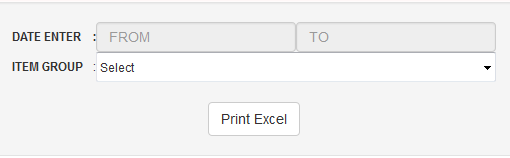 DATE ENTER : FROM TO
ITEM GROUP : Select
Print Excel